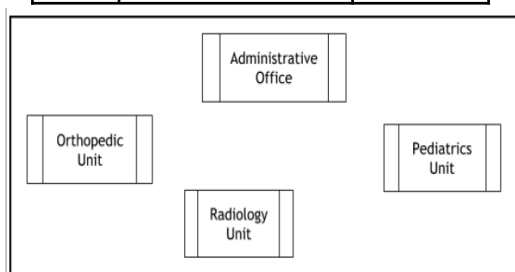 Administrative
Office
Orthopedic
Unit
Pediatrics
Unit
Radiology
Unit